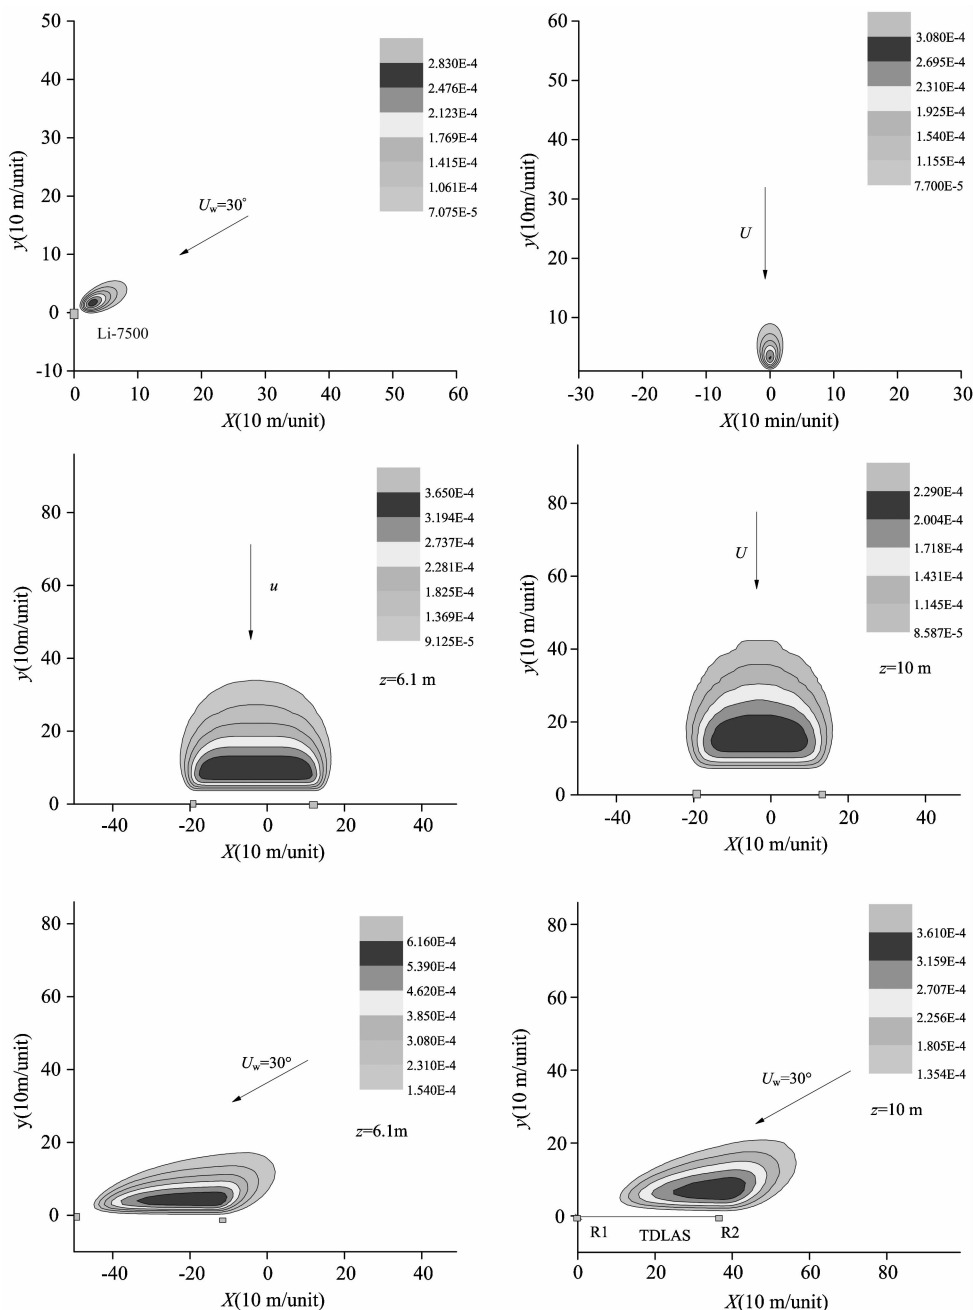 50
40
30
20
10
0
-10
y(10 m/unit)
2.830E-4
2.476E-4
2.123E-4
1.769E-4
1.415E-4
1.061E-4
7.075E-5
Uw=30°
Li-7500
0 10 20 30 40 50 60
X(10 m/unit)
60
50
40
30
20
10
y(10m/unit)
3.080E-4
2.695E-4
2.310E-4
1.925E-4
1.540E-4
1.155E-4
7.700E-5
U
-30 -20 -10 0 10 20 30
X(10 min/unit)
80
60
40
20
0
y(10m/unit)
3.650E-4
3.194E-4
2.737E-4
2.281E-4
1.825E-4
1.369E-4
9.125E-5
u
z=6.1 m
-40 -20 0 20 40
X(10 m/unit)
80
60
40
20
0
y(10 m/unit)
2.290E-4
2.004E-4
1.718E-4
1.431E-4
1.145E-4
8.587E-5
U
z=10 m
-40 -20 0 20 40
X(10 m/unit)
80
60
40
20
0
y(10m/unit)
6.160E-4
5.390E-4
4.620E-4
3.850E-4
3.080E-4
2.310E-4
1.540E-4
Uw=30°
z=6.1m
-40 -20 0 20 40
X(10 m/unit)
80
60
40
20
0
y(10 m/unit)
3.610E-4
3.159E-4
2.707E-4
2.256E-4
1.805E-4
1.354E-4
Uw=30°
z=10 m
R1 TDLAS R2
0 20 40 60 80
X(10 m/unit)